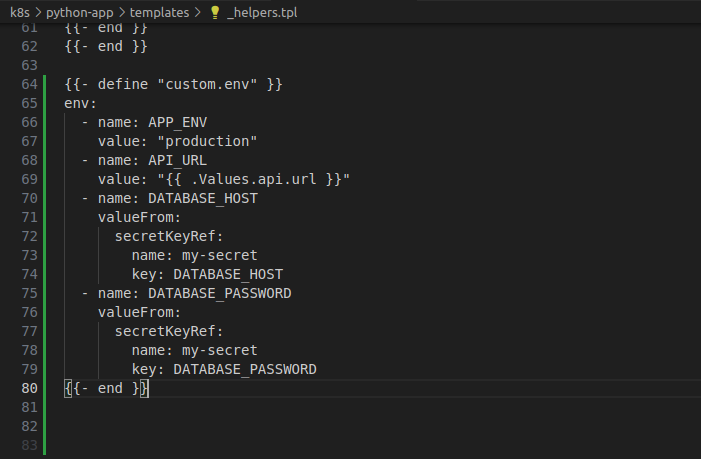 k8s > python-app > templates > _helpers.tpl
61 {{- end }}
62 {{- end }}
63
64 {{- define "custom.env" }}
65 env:
66   - name: APP_ENV
67     value: "production"
68   - name: API_URL
69     value: "{{ .Values.api.url }}"
70   - name: DATABASE_HOST
71     valueFrom:
72       secretKeyRef:
73         name: my-secret
74         key: DATABASE_HOST
75   - name: DATABASE_PASSWORD
76     valueFrom:
77       secretKeyRef:
78         name: my-secret
79         key: DATABASE_PASSWORD
80 {{- end }}
81
82
83